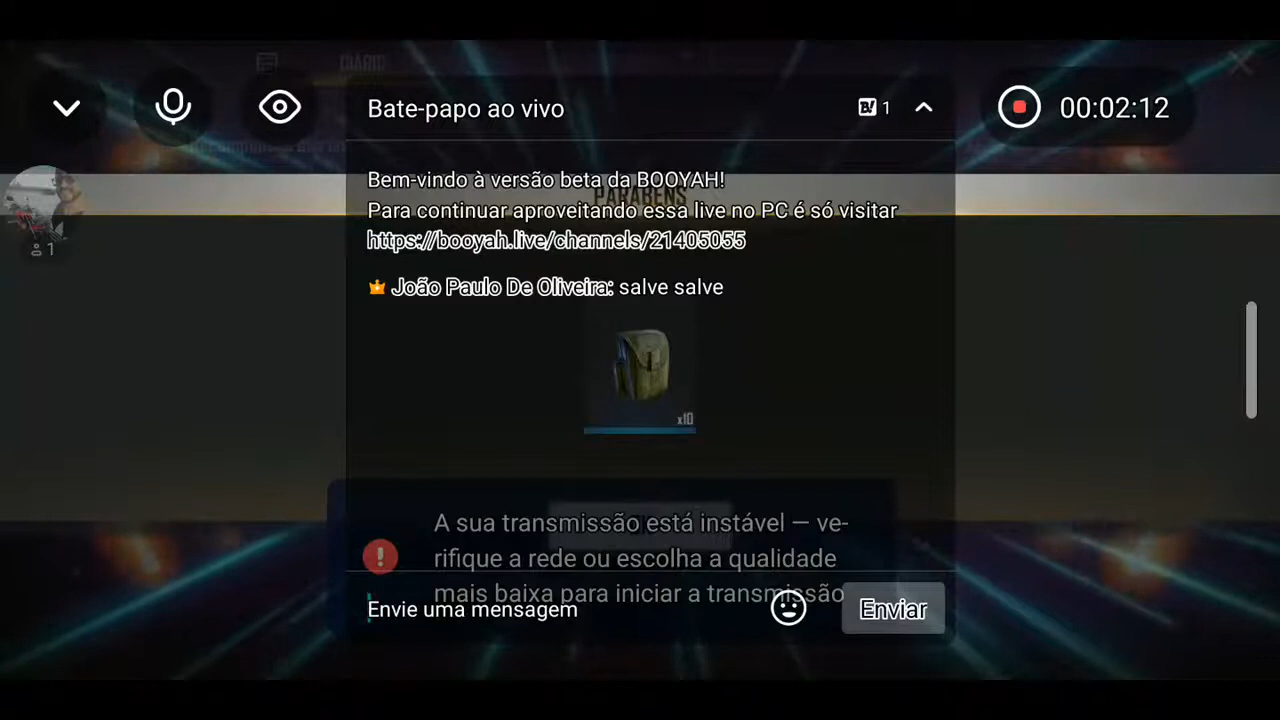 DIÁRIO
Bate-papo ao vivo
B! 1
00:02:12
Bem-vindo à versão beta da BOOYAH!
PARABÉNS
Para continuar aproveitando essa live no PC é só visitar
https://booyah.live/channels/21405055
1
João Paulo De Oliveira: salve salve
x10
A sua transmissão está instável — ve-
rifique a rede ou escolha a qualidade
mais baixa para iniciar a transmissão
Envie uma mensagem
Enviar